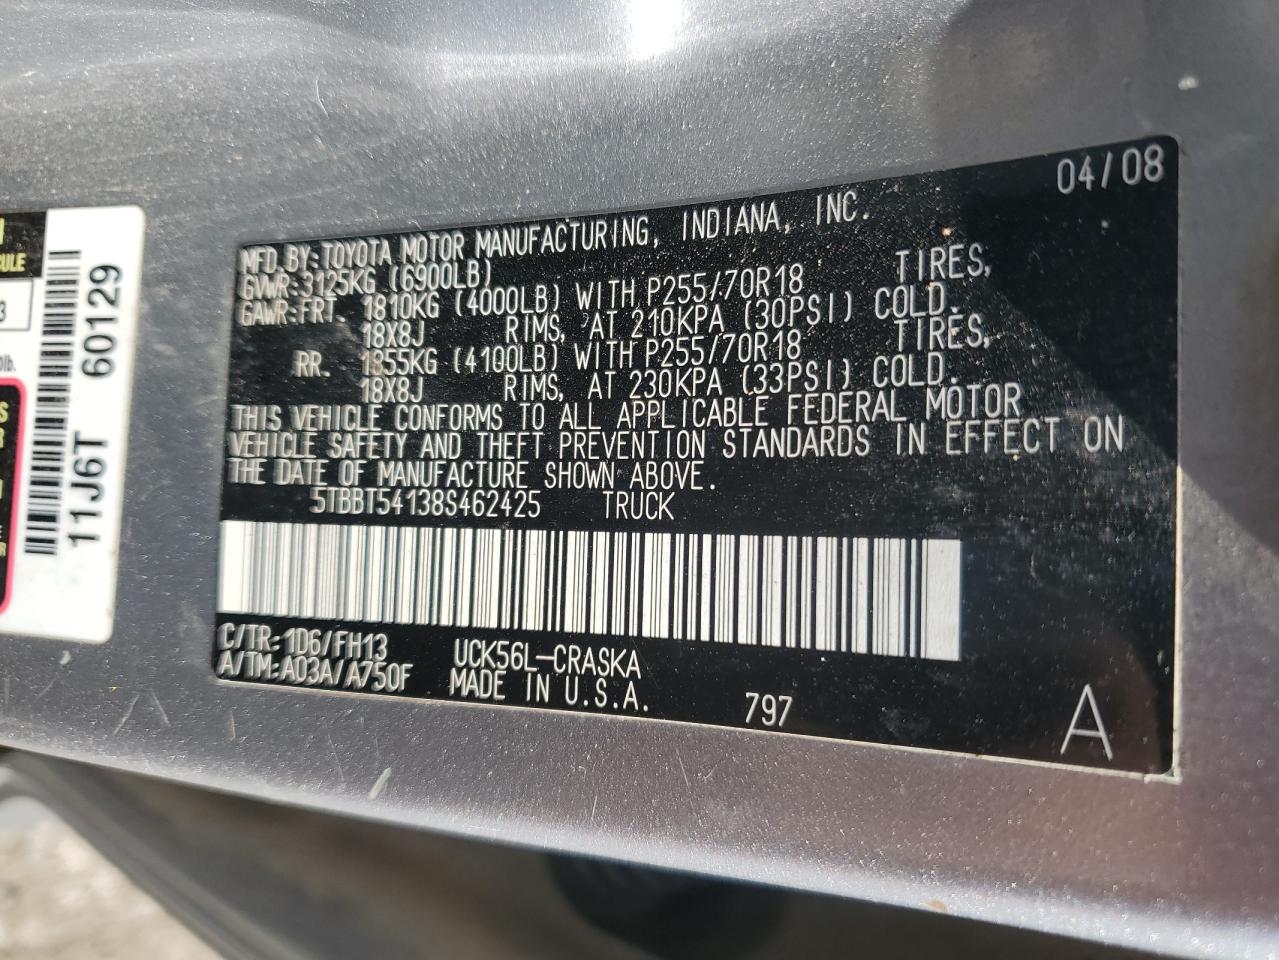 04/08
MFD. BY: TOYOTA MOTOR MANUFACTURING, INDIANA, INC.
GVWR: 3125KG (6900LB)
GAWR: FRT. 1810KG (4000LB) WITH P255/70R18 TIRES,
18X8J RIMS, AT 210KPA (30PSI) COLD.
RR. 1855KG (4100LB) WITH P255/70R18 TIRES,
18X8J RIMS, AT 230KPA (33PSI) COLD.
THIS VEHICLE CONFORMS TO ALL APPLICABLE FEDERAL MOTOR
VEHICLE SAFETY AND THEFT PREVENTION STANDARDS IN EFFECT ON
THE DATE OF MANUFACTURE SHOWN ABOVE.
5TBBT54138S462425 TRUCK
C/TR: 1D6/FH13 UCK56L-CRASKA
A/TM: A03A/A750F MADE IN U.S.A. 797
A
11J6T 60129